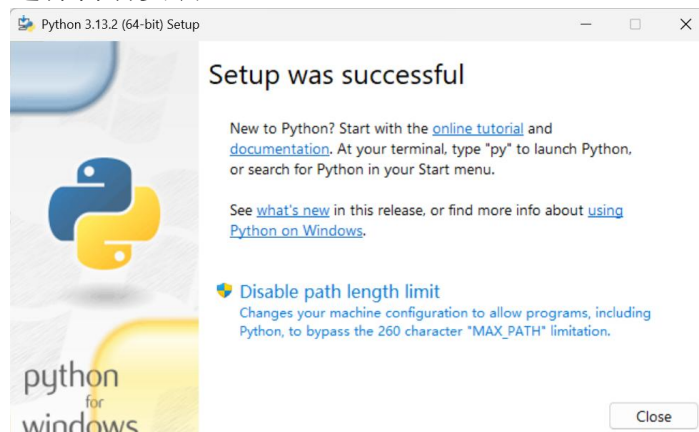 Python 3.13.2 (64-bit) Setup
Setup was successful
New to Python? Start with the online tutorial and
documentation. At your terminal, type "py" to launch Python,
or search for Python in your Start menu.
See what's new in this release, or find more info about using
Python on Windows.
Disable path length limit
Changes your machine configuration to allow programs, including
Python, to bypass the 260 character "MAX_PATH" limitation.
python
for
windows
Close